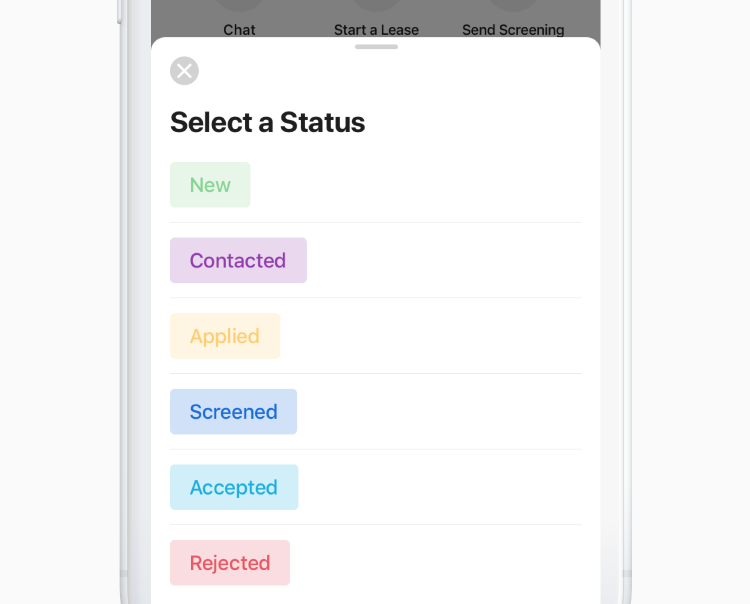 Chat Start a Lease Send Screening
Select a Status
New
Contacted
Applied
Screened
Accepted
Rejected